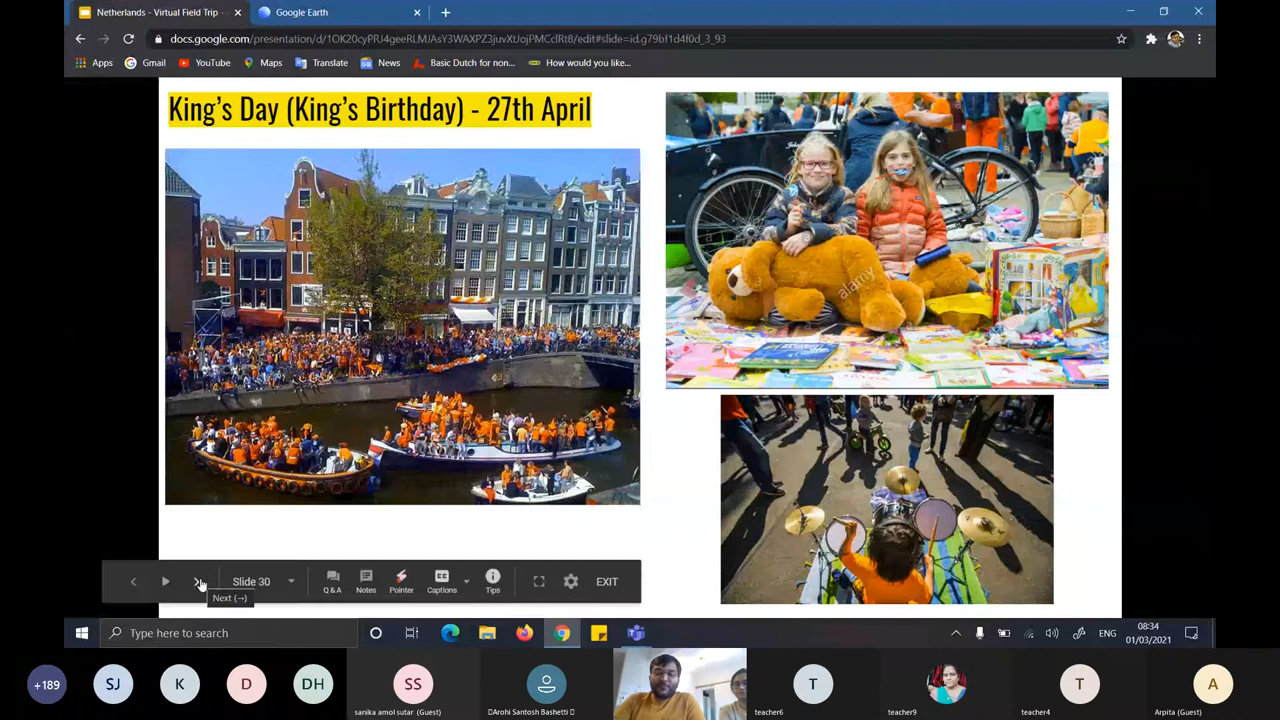 Netherlands - Virtual Field Trip -
Google Earth
docs.google.com/presentation/d/1OK20cyPRJ4geeRLMJAsY3WAXPZ3juvXtJojPMCclRt8/edit#slide=id.g79bf1d4f0d_3_93
Apps
Gmail
YouTube
Maps
Translate
News
Basic Dutch for non...
How would you like...
King's Day (King's Birthday) - 27th April
alamy
Slide 30
Q & A
Notes
Pointer
CC
Captions
Tips
EXIT
Next (→)
Type here to search
ENG
08:34
01/03/2021
+189
SJ
K
D
DH
SS
T
T
A
sanika amol sutar (Guest)
Arohi Santosh Bashetti
teacher6
teacher9
teacher4
Arpita (Guest)